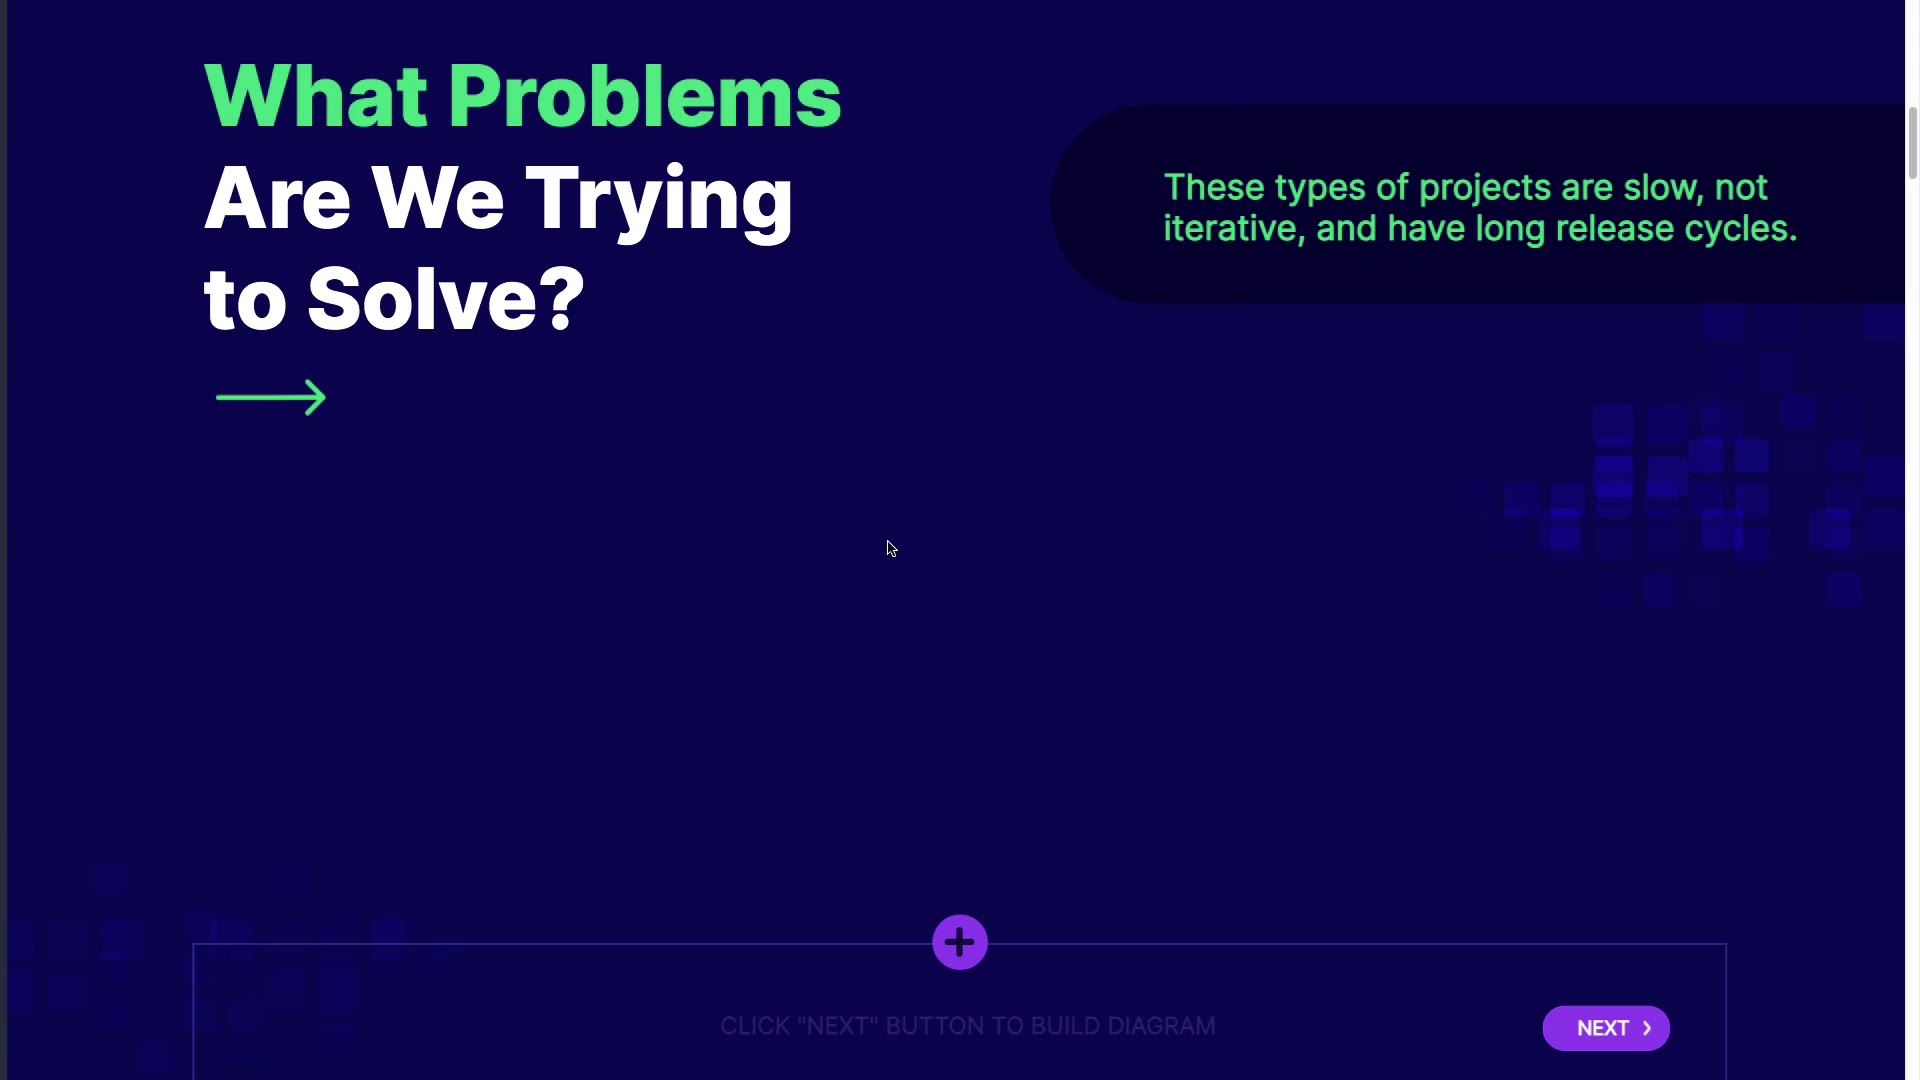 What Problems
Are We Trying
to Solve?
These types of projects are slow, not
iterative, and have long release cycles.
CLICK "NEXT" BUTTON TO BUILD DIAGRAM
NEXT